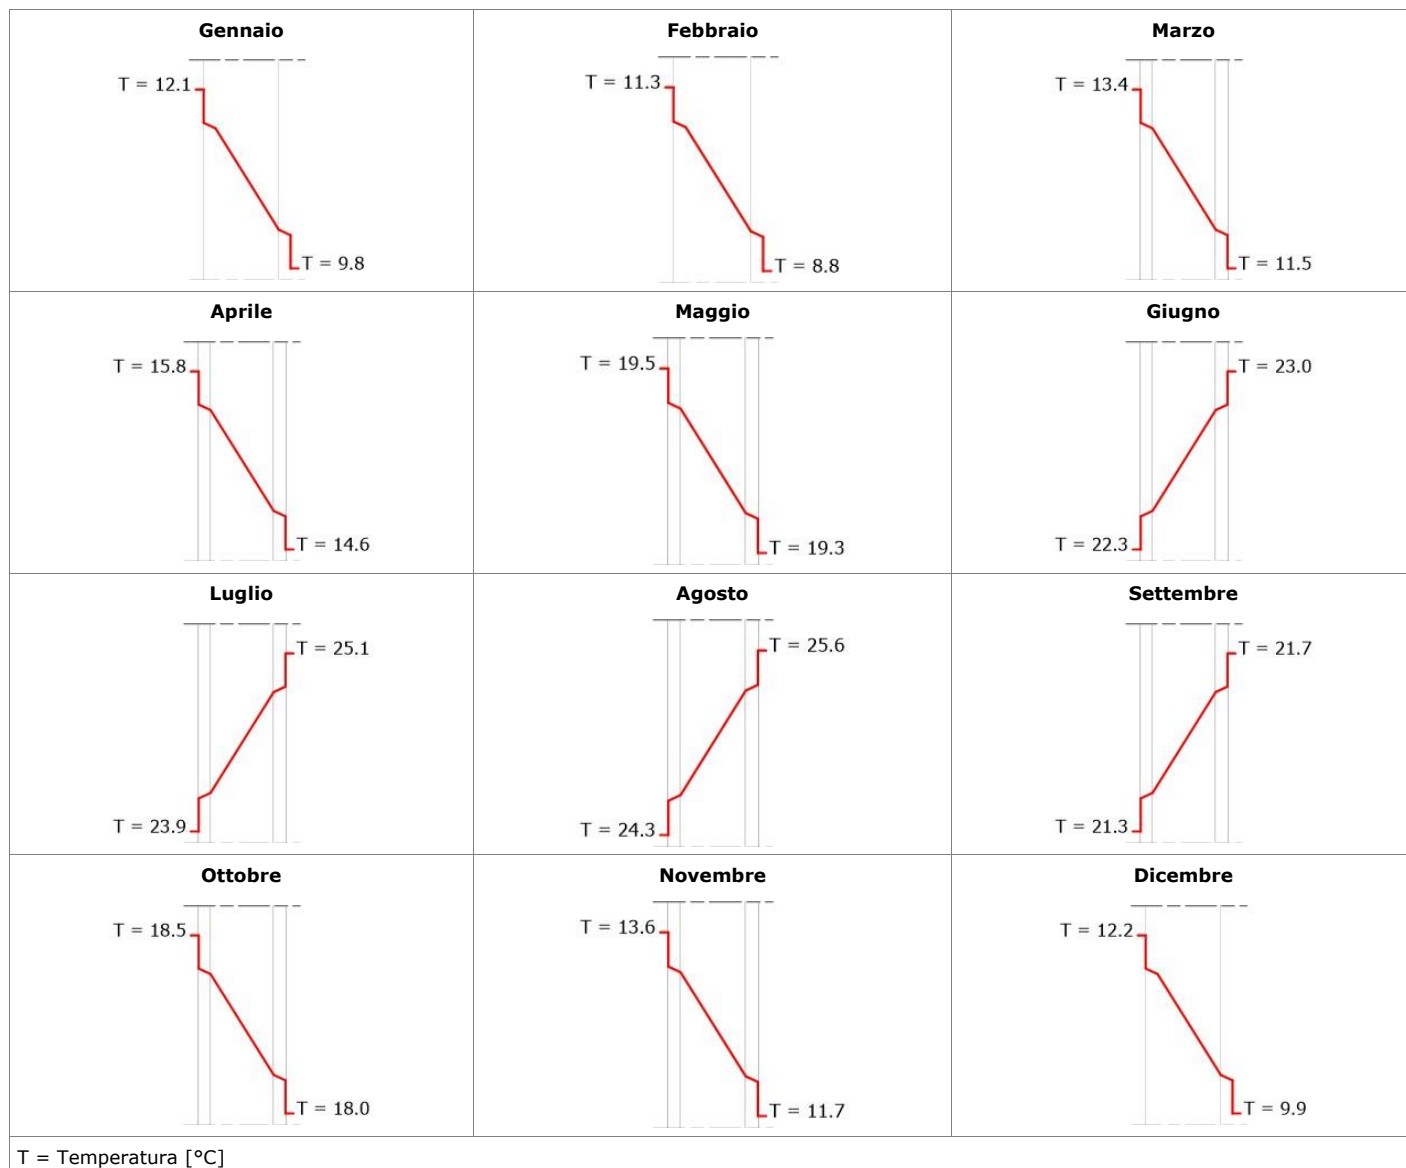 Gennaio
T = 12.1
T = 9.8
Febbraio
T = 11.3
T = 8.8
Marzo
T = 13.4
T = 11.5
Aprile
T = 15.8
T = 14.6
Maggio
T = 19.5
T = 19.3
Giugno
T = 23.0
T = 22.3
Luglio
T = 25.1
T = 23.9
Agosto
T = 25.6
T = 24.3
Settembre
T = 21.7
T = 21.3
Ottobre
T = 18.5
T = 18.0
Novembre
T = 13.6
T = 11.7
Dicembre
T = 12.2
T = 9.9
T = Temperatura [°C]